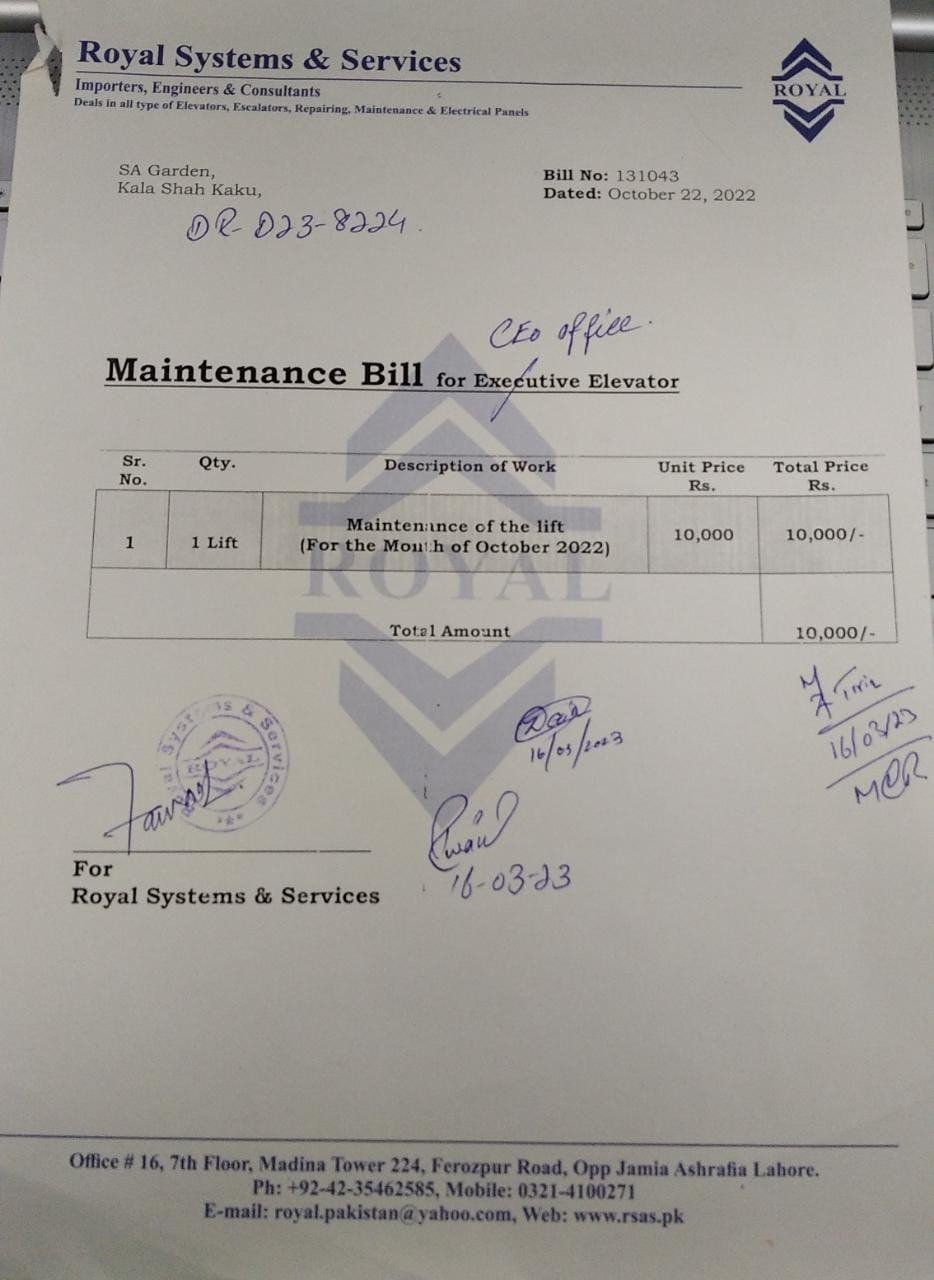 Royal Systems & Services
Importers, Engineers & Consultants
Deals in all type of Elevators, Escalators, Repairing, Maintenance & Electrical Panels
ROYAL
SA Garden,
Kala Shah Kaku,
Bill No: 131043
Dated: October 22, 2022
DR- D23-8224.
CEO office.
Maintenance Bill for Executive Elevator
Sr. No. Qty. Description of Work Unit Price Rs. Total Price Rs.
1 1 Lift Maintenance of the lift 10,000 10,000/-
(For the Month of October 2022)
ROYAL
Total Amount 10,000/-
Royal Systems & Services
ROYAL
16/03/2023
16/03/23
MCR
16-03-23
For
Royal Systems & Services
Office # 16, 7th Floor, Madina Tower 224, Ferozpur Road, Opp Jamia Ashrafia Lahore.
Ph: +92-42-35462585, Mobile: 0321-4100271
E-mail: royal.pakistan@yahoo.com, Web: www.rsas.pk